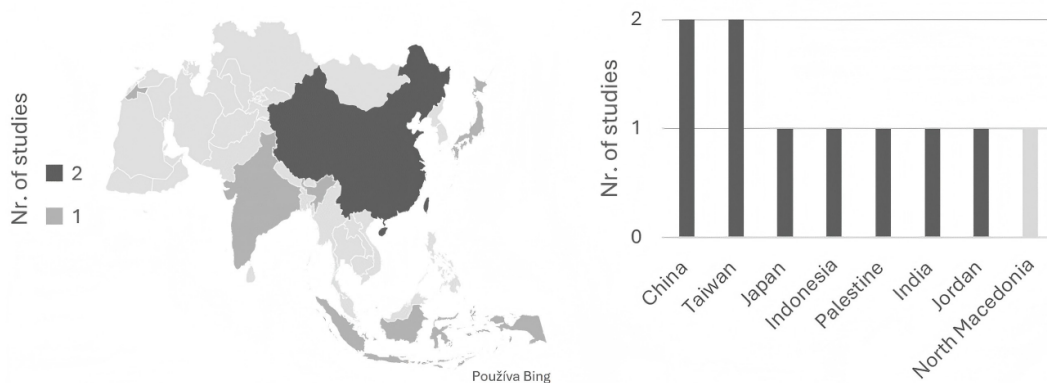 Nr. of studies
2
1
Používa Bing
Nr. of studies
2
1
0
China
Taiwan
Japan
Indonesia
Palestine
India
Jordan
North Macedonia